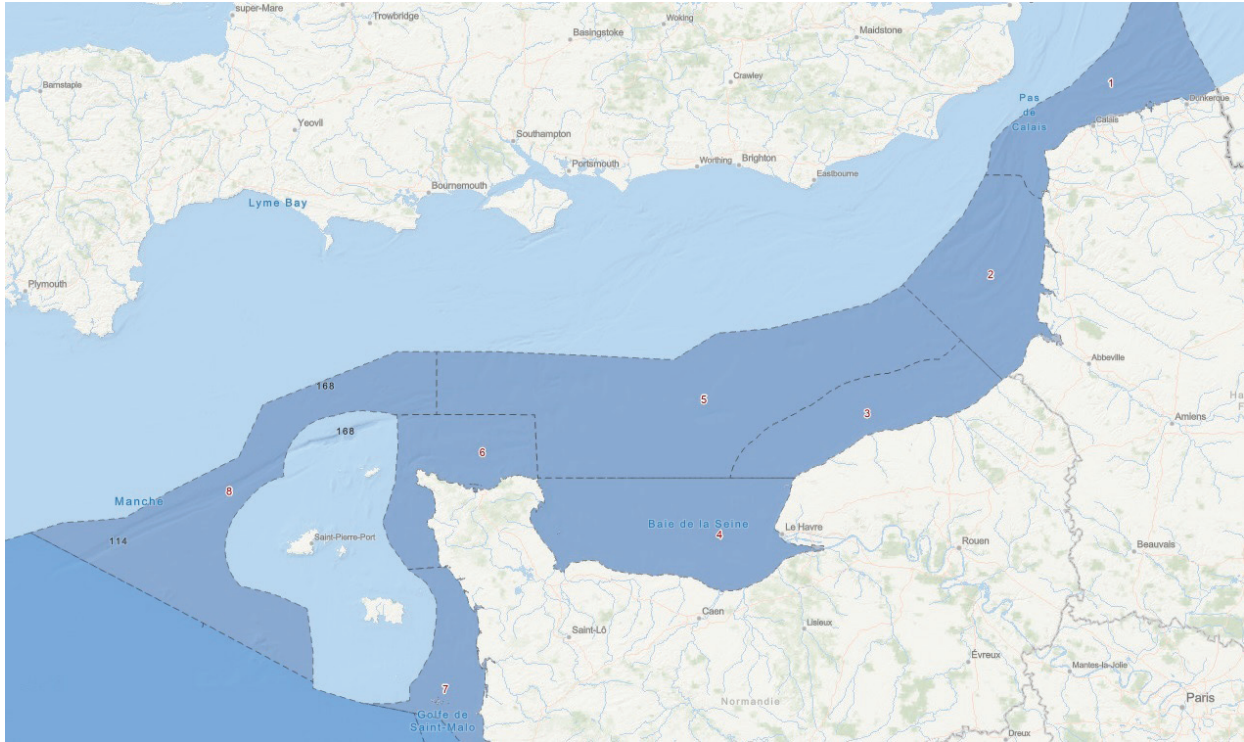 super-Mare
Trowbridge
Basingstoke
Woking
Maidstone
Barnstaple
Crawley
1
Dunkerque
Pas
de
Calais
Calais
Yeovil
Southampton
Portsmouth
Worthing
Brighton
Eastbourne
Bournemouth
Lyme Bay
Plymouth
2
Abbeville
168
5
3
Amiens
168
6
8
Manche
114
Saint-Pierre-Port
Baie de la Seine
4
Le Havre
Rouen
Beauvais
Caen
Lisieux
Saint-Lô
Évreux
Mantes-la-Jolie
7
Golfe de
Saint-Malo
Normandie
Paris
Dreux